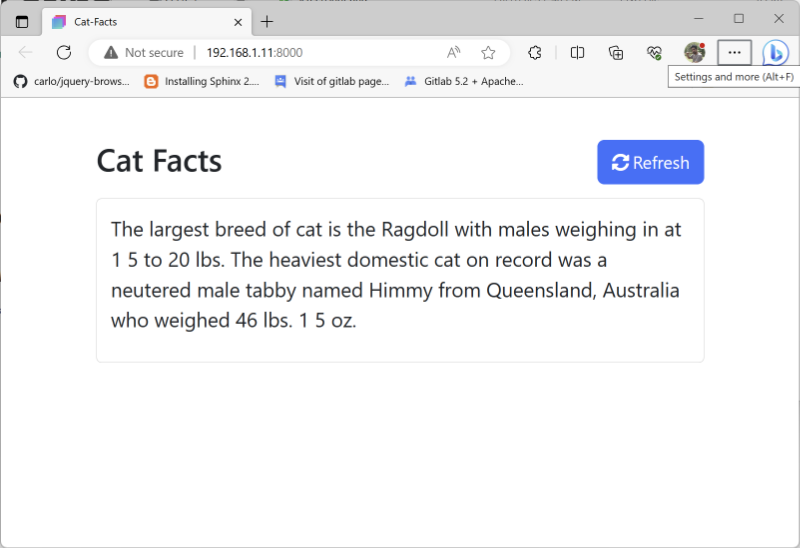 Cat-Facts
Not secure
192.168.1.11:8000
Settings and more (Alt+F)
carlo/jquery-brows...
Installing Sphinx 2....
Visit of gitlab page...
Gitlab 5.2 + Apache...
Cat Facts
Refresh
The largest breed of cat is the Ragdoll with males weighing in at
1 5 to 20 lbs. The heaviest domestic cat on record was a
neutered male tabby named Himmy from Queensland, Australia
who weighed 46 lbs. 1 5 oz.